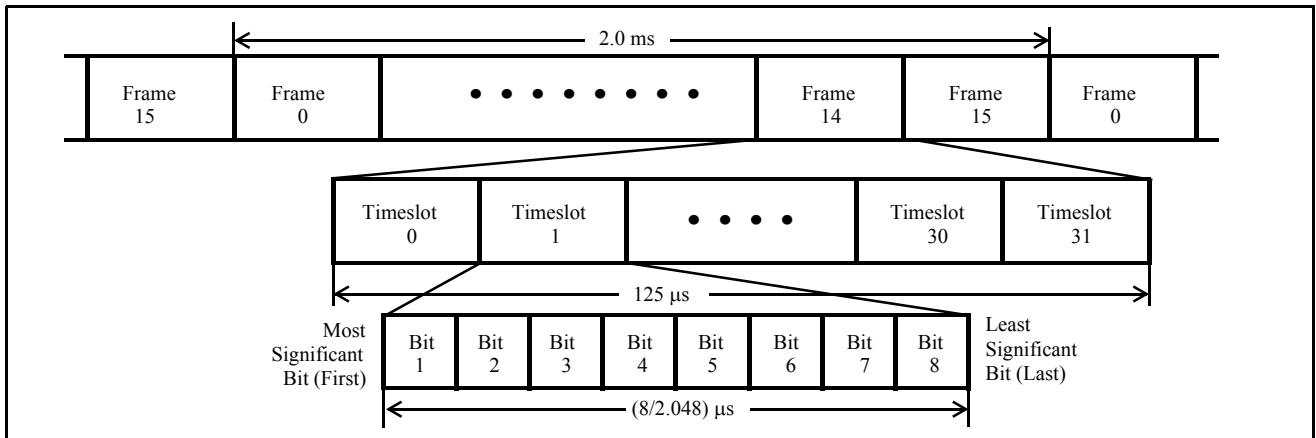 2.0 ms
Frame 15 Frame 0 • • • • • • • • Frame 14 Frame 15 Frame 0
Timeslot 0 Timeslot 1 • • • • Timeslot 30 Timeslot 31
125 μs
Most Significant Bit (First)
Bit 1 Bit 2 Bit 3 Bit 4 Bit 5 Bit 6 Bit 7 Bit 8
Least Significant Bit (Last)
(8/2.048) μs